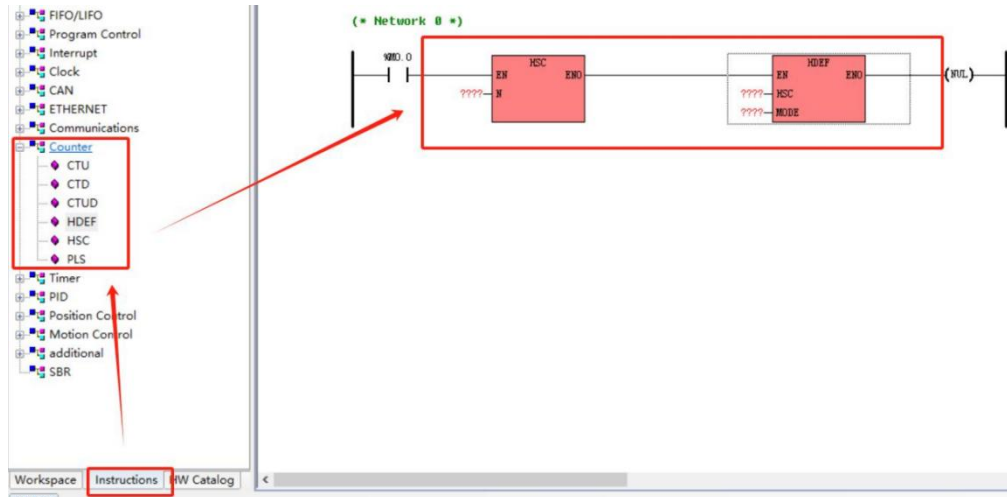 FIFO/LIFO
Program Control
Interrupt
Clock
CAN
ETHERNET
Communications
Counter
CTU
CTD
CTUD
HDEF
HSC
PLS
Timer
PID
Position Control
Motion Control
additional
SBR
Workspace Instructions HW Catalog
(* Network 0 *)
%M0.0
HSC
EN ENO
???? N
HDEF
EN ENO
???? HSC
???? MODE
(NUL)